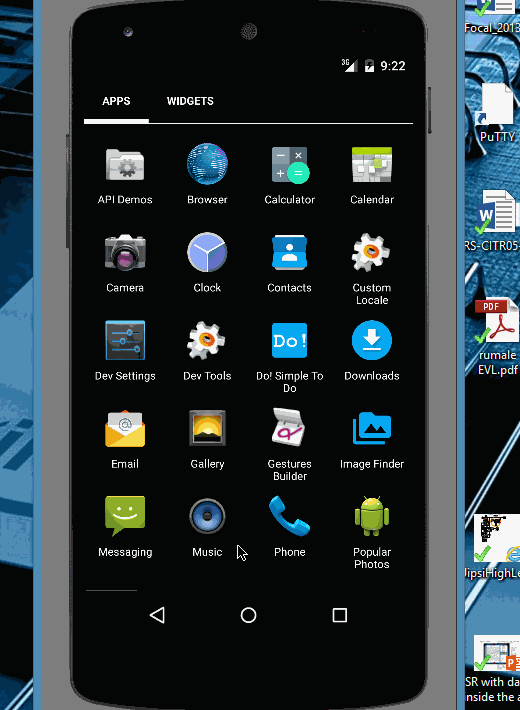 3G 9:22
APPS WIDGETS
API Demos Browser Calculator Calendar
Camera Clock Contacts Custom
Locale
Dev Settings Dev Tools Do! Do! Simple To
Do Downloads
@
Email Gallery Gestures
Builder Image Finder
Messaging Music Phone Popular
Photos
Focal_2013
PuTTY
W
RS-CITR05-
PDF
rumale
EVL.pdf
JipsiHighLe
P
SR with da
inside the a